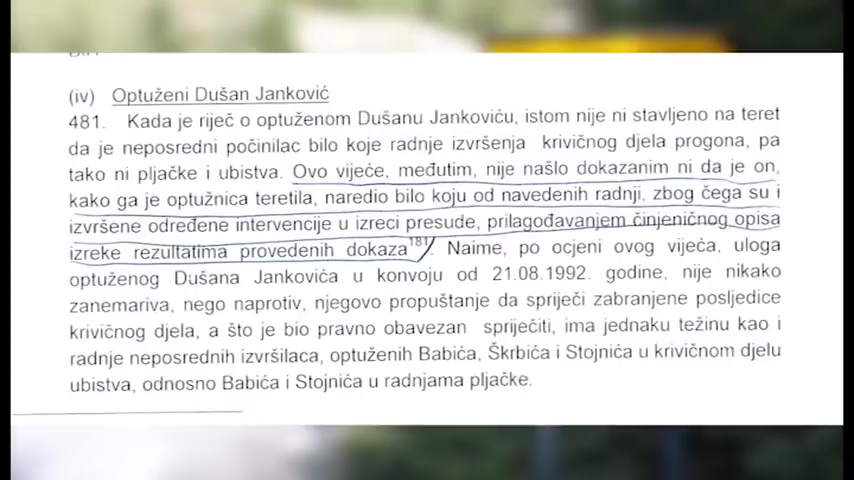 (iv) Optuženi Dušan Janković
481. Kada je riječ o optuženom Dušanu Jankoviću, istom nije ni stavljeno na teret
da je neposredni počinilac bilo koje radnje izvršenja krivičnog djela progona, pa
tako ni pljačke i ubistva. Ovo vijeće, međutim, nije našlo dokazanim ni da je on,
kako ga je optužnica teretila, naredio bilo koju od navedenih radnji, zbog čega su i
izvršene određene intervencije u izreci presude, prilagođavanjem činjeničnog opisa
izreke rezultatima provedenih dokaza181. Naime, po ocjeni ovog vijeća, uloga
optuženog Dušana Jankovića u konvoju od 21.08.1992. godine, nije nikako
zanemariva, nego naprotiv, njegovo propuštanje da spriječi zabranjene posljedice
krivičnog djela, a što je bio pravno obavezan spriječiti, ima jednaku težinu kao i
radnje neposrednih izvršilaca, optuženih Babića, Škrbića i Stojnića u krivičnom djelu
ubistva, odnosno Babića i Stojnića u radnjama pljačke.